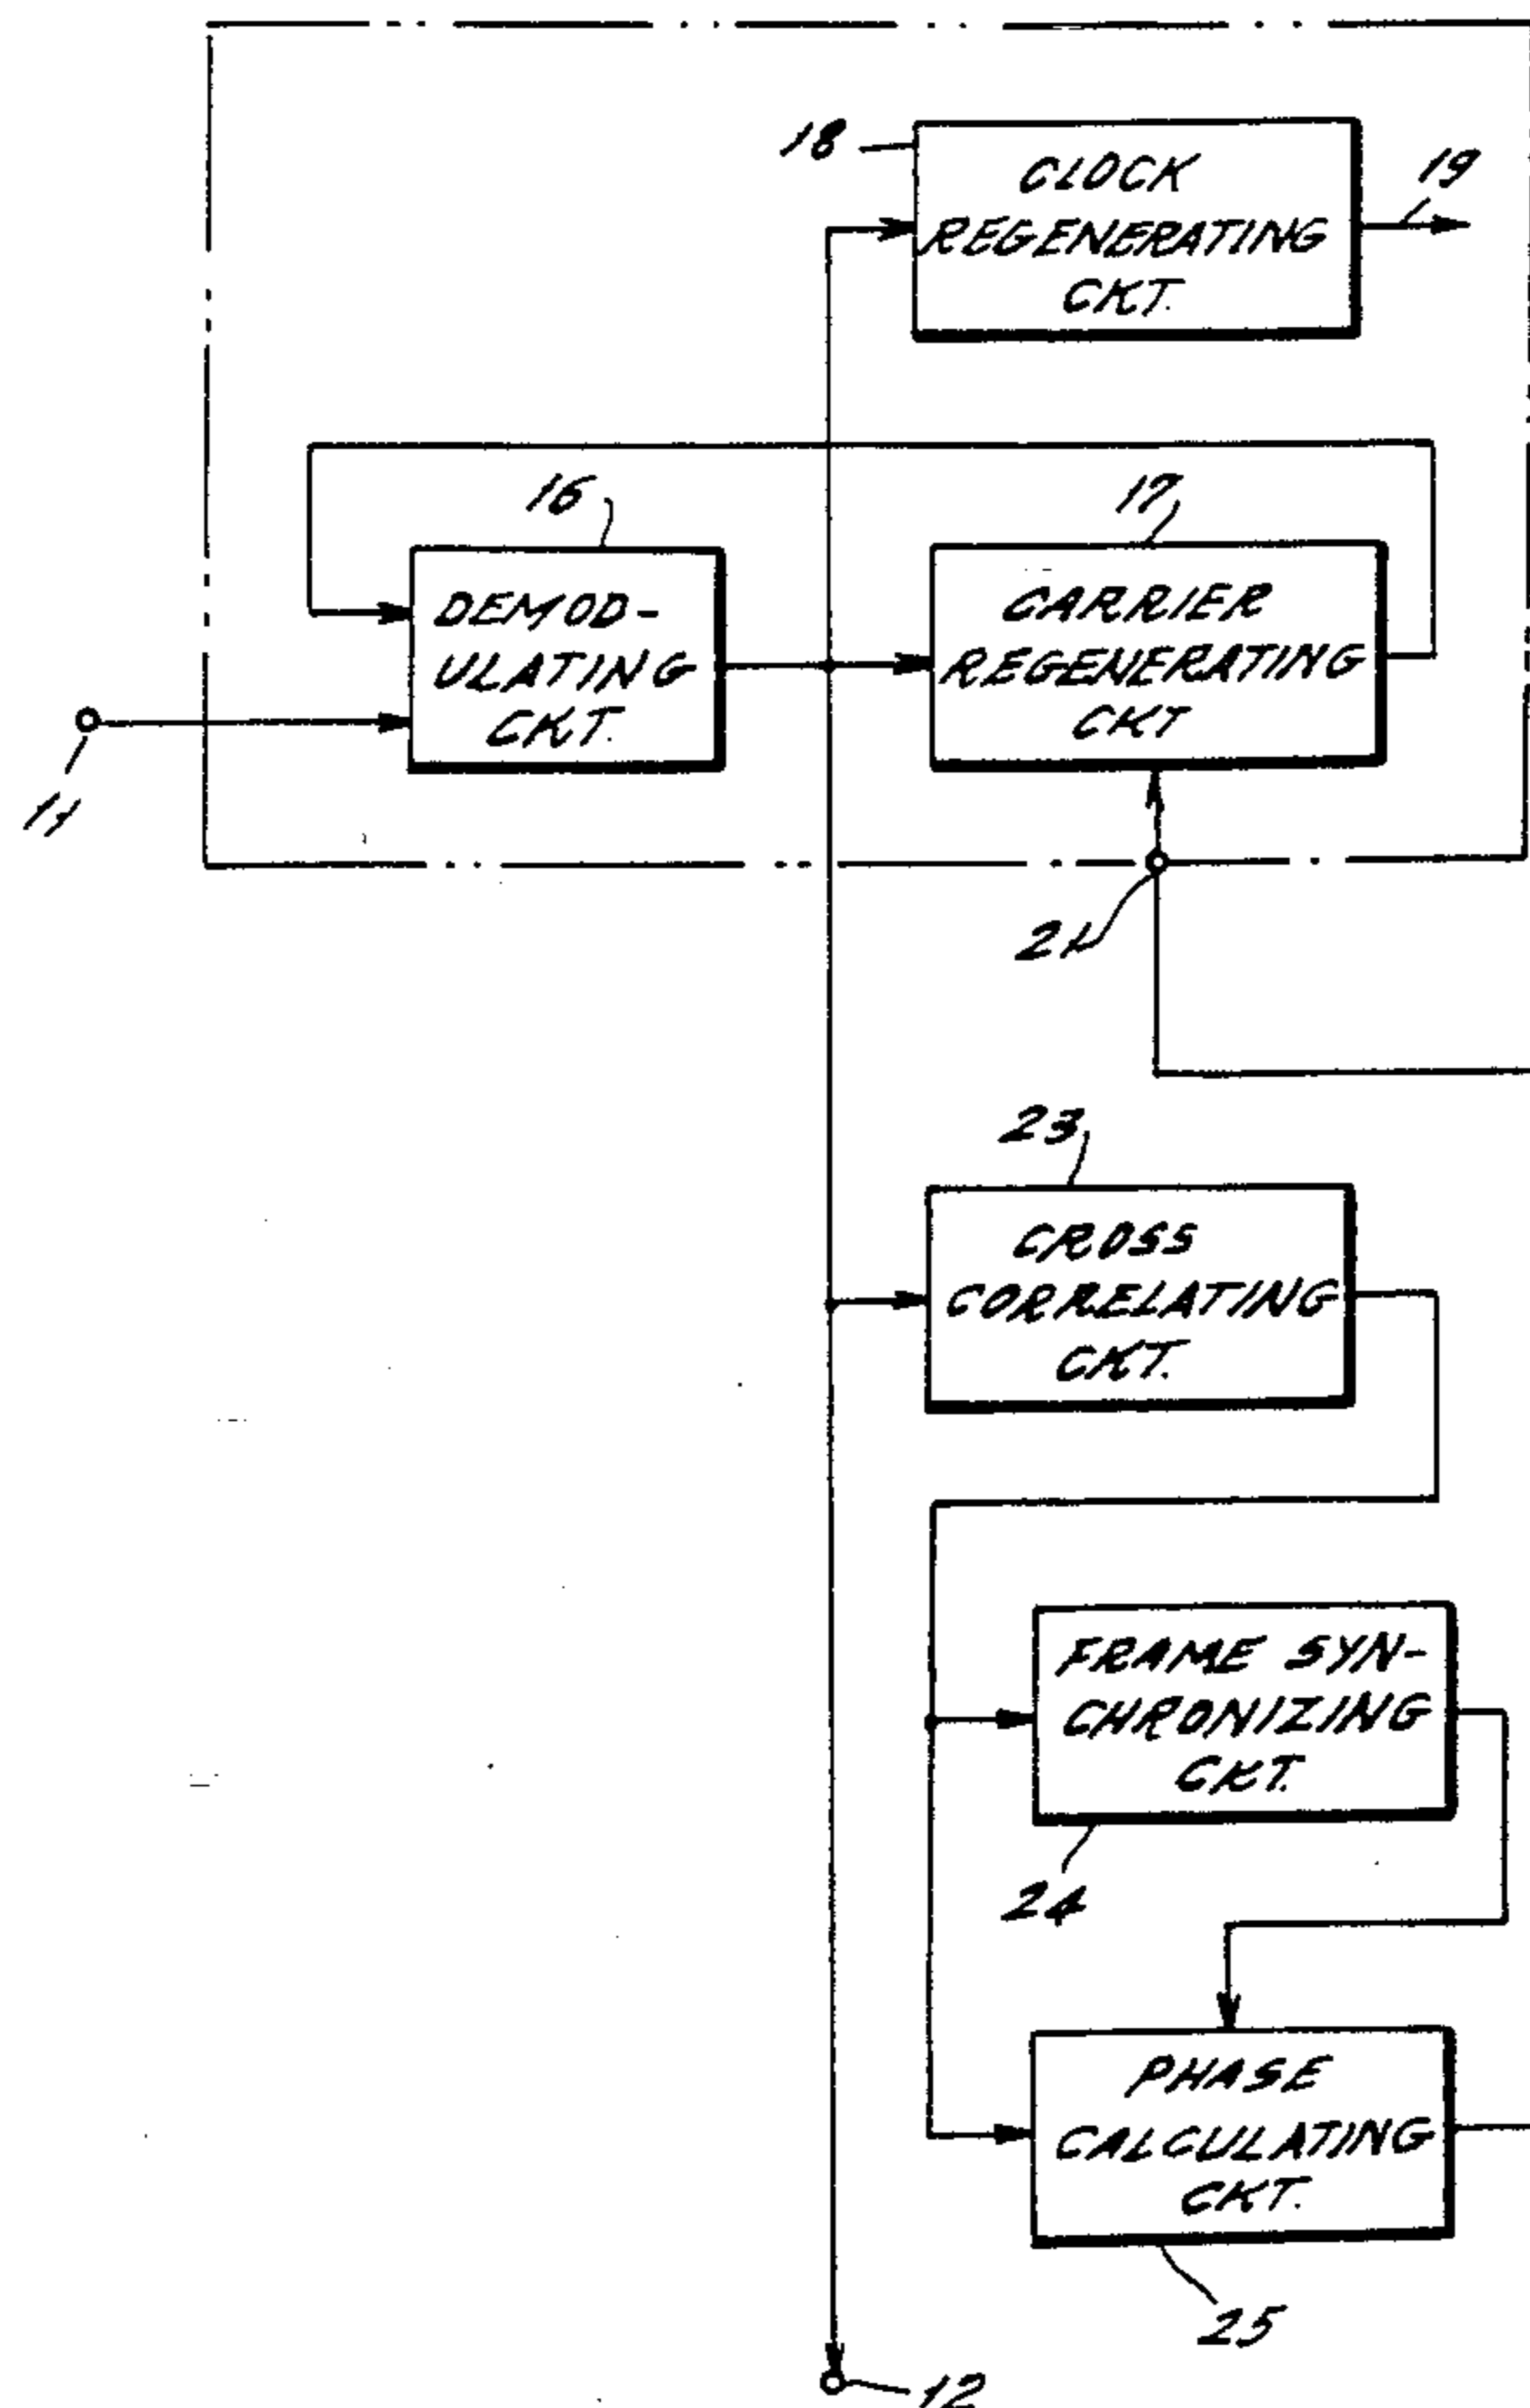 18
CLOCK
REGENERATING
CKT.
19
16
DEMOD-
ULATING
CKT.
17
CARRIER
REGENERATING
CKT
11
21
23
CROSS
CORRELATING
CKT.
FRAME SYN-
CHRONIZING
CKT.
24
PHASE
CALCULATING
CKT.
25
12